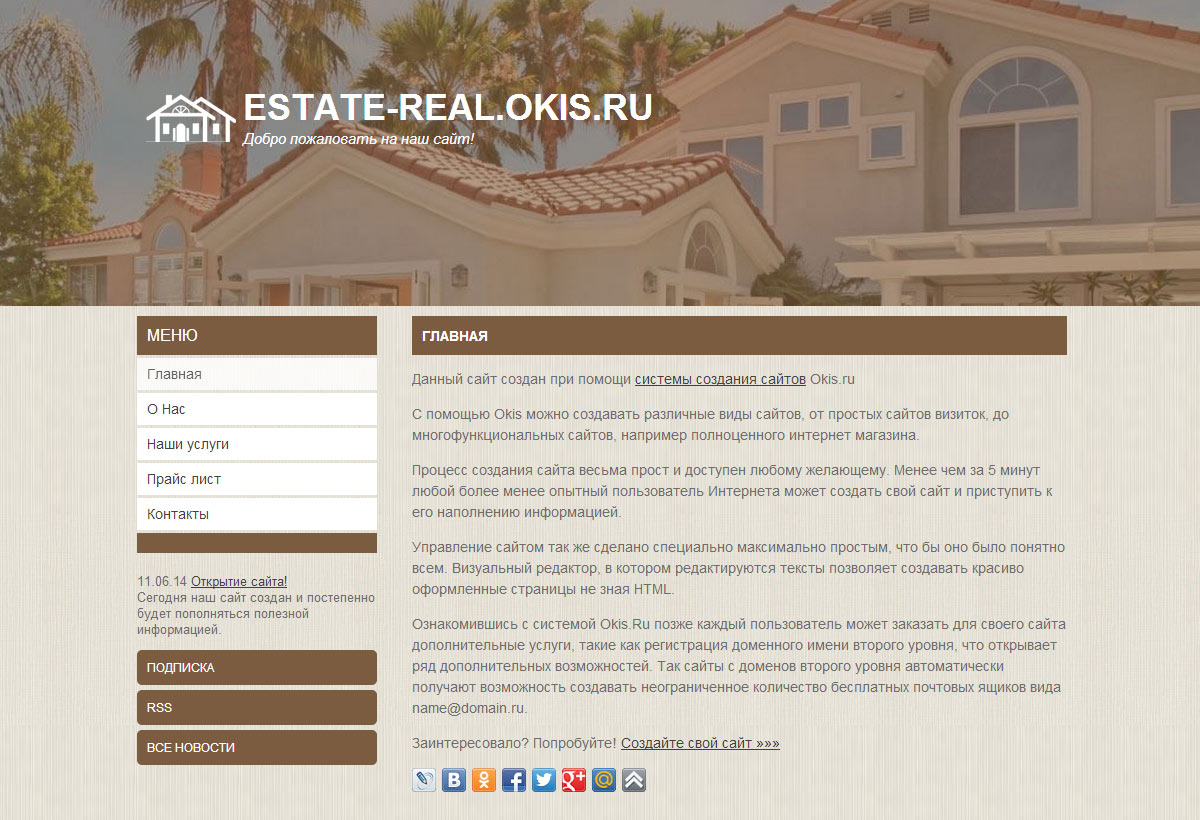 ESTATE-REAL.OKIS.RU
Добро пожаловать на наш сайт!
МЕНЮ
Главная
О Нас
Наши услуги
Прайс лист
Контакты
11.06.14 Открытие сайта!
Сегодня наш сайт создан и постепенно
будет пополняться полезной
информацией.
ПОДПИСКА
RSS
ВСЕ НОВОСТИ
ГЛАВНАЯ
Данный сайт создан при помощи системы создания сайтов Okis.ru
С помощью Okis можно создавать различные виды сайтов, от простых сайтов визиток, до
многофункциональных сайтов, например полноценного интернет магазина.
Процесс создания сайта весьма прост и доступен любому желающему. Менее чем за 5 минут
любой более менее опытный пользователь Интернета может создать свой сайт и приступить к
его наполнению информацией.
Управление сайтом так же сделано специально максимально простым, что бы оно было понятно
всем. Визуальный редактор, в котором редактируются тексты позволяет создавать красиво
оформленные страницы не зная HTML.
Ознакомившись с системой Okis.Ru позже каждый пользователь может заказать для своего сайта
дополнительные услуги, такие как регистрация доменного имени второго уровня, что открывает
ряд дополнительных возможностей. Так сайты с доменов второго уровня автоматически
получают возможность создавать неограниченное количество бесплатных почтовых ящиков вида
name@domain.ru.
Заинтересовало? Попробуйте! Создайте свой сайт »»»